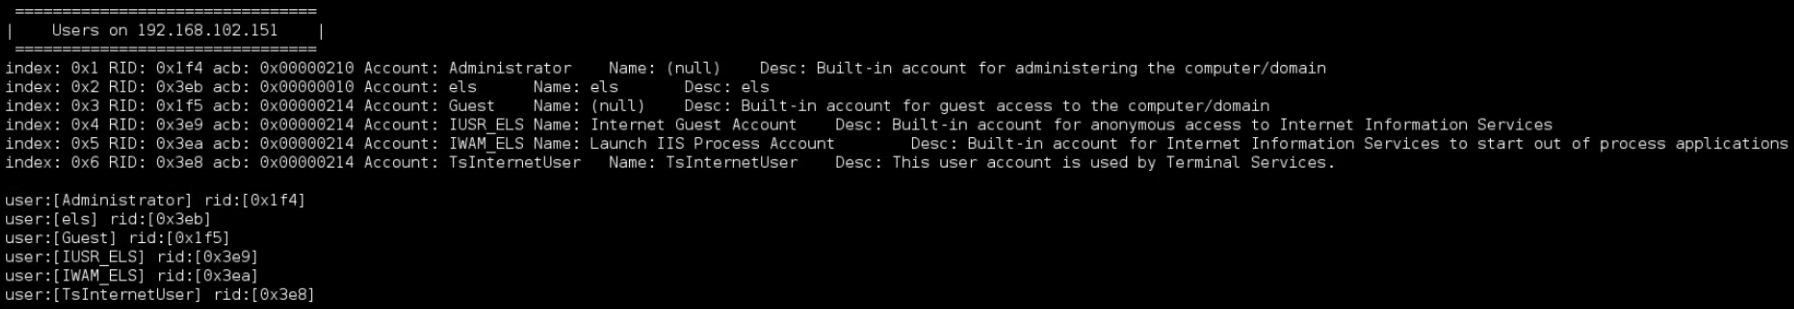 ================================
|    Users on 192.168.102.151    |
================================
index: 0x1 RID: 0x1f4 acb: 0x00000210 Account: Administrator    Name: (null)    Desc: Built-in account for administering the computer/domain
index: 0x2 RID: 0x3eb acb: 0x00000010 Account: els      Name: els       Desc: els
index: 0x3 RID: 0x1f5 acb: 0x00000214 Account: Guest    Name: (null)    Desc: Built-in account for guest access to the computer/domain
index: 0x4 RID: 0x3e9 acb: 0x00000214 Account: IUSR_ELS Name: Internet Guest Account    Desc: Built-in account for anonymous access to Internet Information Services
index: 0x5 RID: 0x3ea acb: 0x00000214 Account: IWAM_ELS Name: Launch IIS Process Account        Desc: Built-in account for Internet Information Services to start out of process applications
index: 0x6 RID: 0x3e8 acb: 0x00000214 Account: TsInternetUser   Name: TsInternetUser    Desc: This user account is used by Terminal Services.
user:[Administrator] rid:[0x1f4]
user:[els] rid:[0x3eb]
user:[Guest] rid:[0x1f5]
user:[IUSR_ELS] rid:[0x3e9]
user:[IWAM_ELS] rid:[0x3ea]
user:[TsInternetUser] rid:[0x3e8]